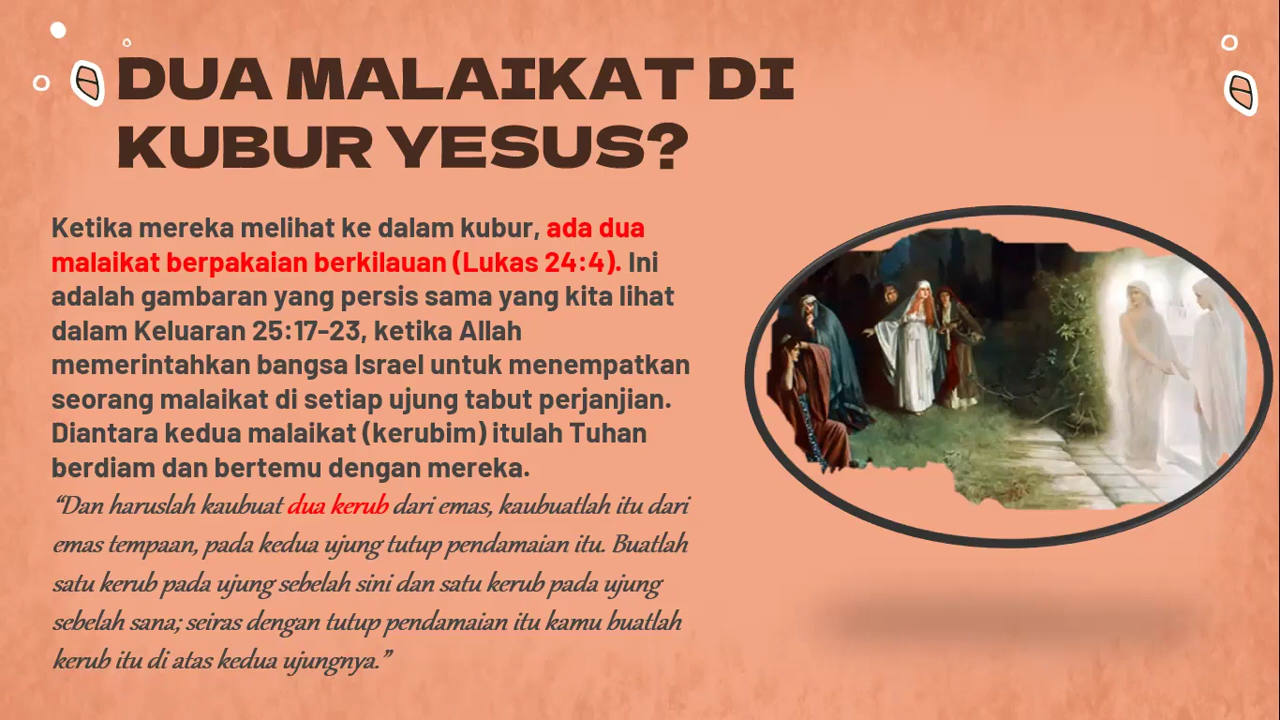 DUA MALAIKAT DI
KUBUR YESUS?
Ketika mereka melihat ke dalam kubur, ada dua
malaikat berpakaian berkilauan (Lukas 24:4). Ini
adalah gambaran yang persis sama yang kita lihat
dalam Keluaran 25:17-23, ketika Allah
memerintahkan bangsa Israel untuk menempatkan
seorang malaikat di setiap ujung tabut perjanjian.
Diantara kedua malaikat (kerubim) itulah Tuhan
berdiam dan bertemu dengan mereka.
“Dan haruslah kaubuat dua kerub dari emas, kaubuatlah itu dari
emas tempaan, pada kedua ujung tutup pendamaian itu. Buatlah
satu kerub pada ujung sebelah sini dan satu kerub pada ujung
sebelah sana; seiras dengan tutup pendamaian itu kamu buatlah
kerub itu di atas kedua ujungnya.”